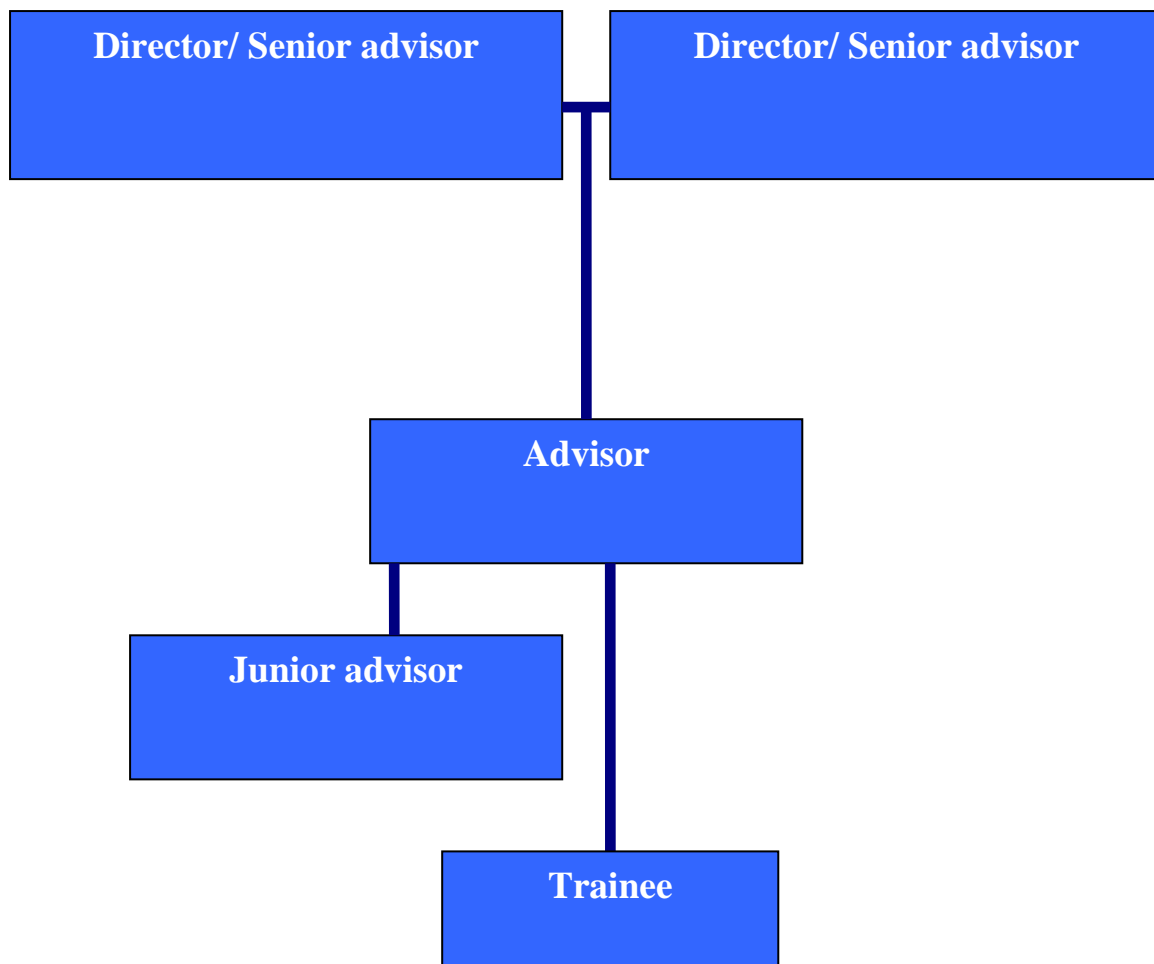 Director/ Senior advisor
Director/ Senior advisor
Advisor
Junior advisor
Trainee